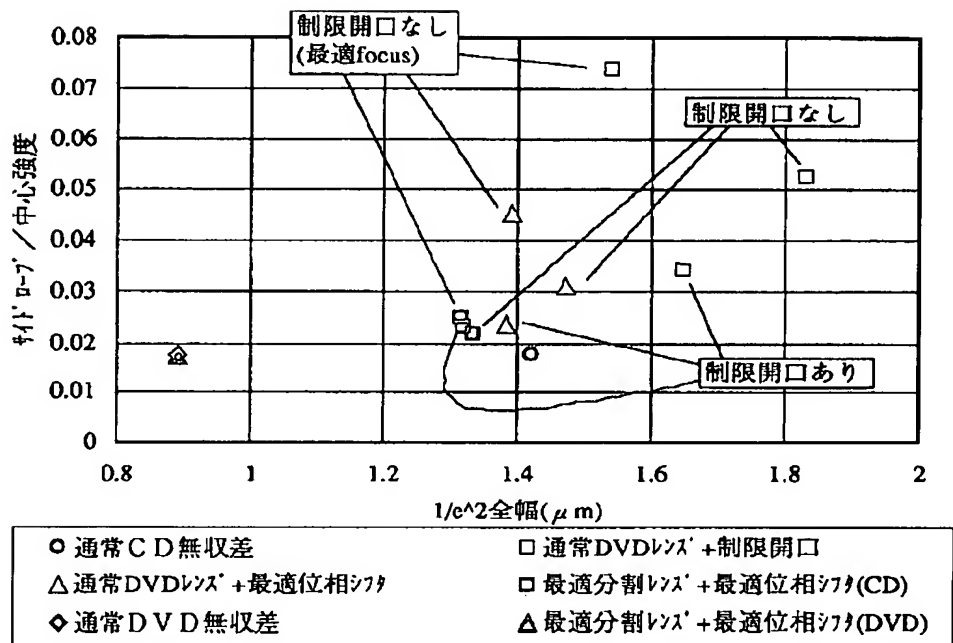 制限開口なし
(最適focus)
制限開口なし
制限開口あり
サイドローブ／中心強度
0.08
0.07
0.06
0.05
0.04
0.03
0.02
0.01
0
0.8
1
1.2
1.4
1.6
1.8
2
1/e^2全幅(μm)
通常CD無収差
通常DVDレンズ+制限開口
通常DVDレンズ+最適位相シフタ
最適分割レンズ+最適位相シフタ(CD)
通常DVD無収差
最適分割レンズ+最適位相シフタ(DVD)